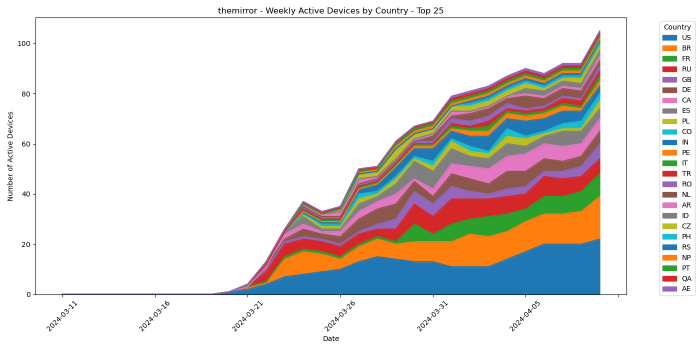 themirror - Weekly Active Devices by Country - Top 25
Number of Active Devices
100
80
60
40
20
0
2024-03-11
2024-03-16
2024-03-21
2024-03-26
2024-03-31
2024-04-05
Date
Country
US
BR
FR
RU
GB
DE
CA
ES
PL
CO
IN
PE
IT
TR
RO
NL
AR
ID
CZ
PH
RS
NP
PT
QA
AE